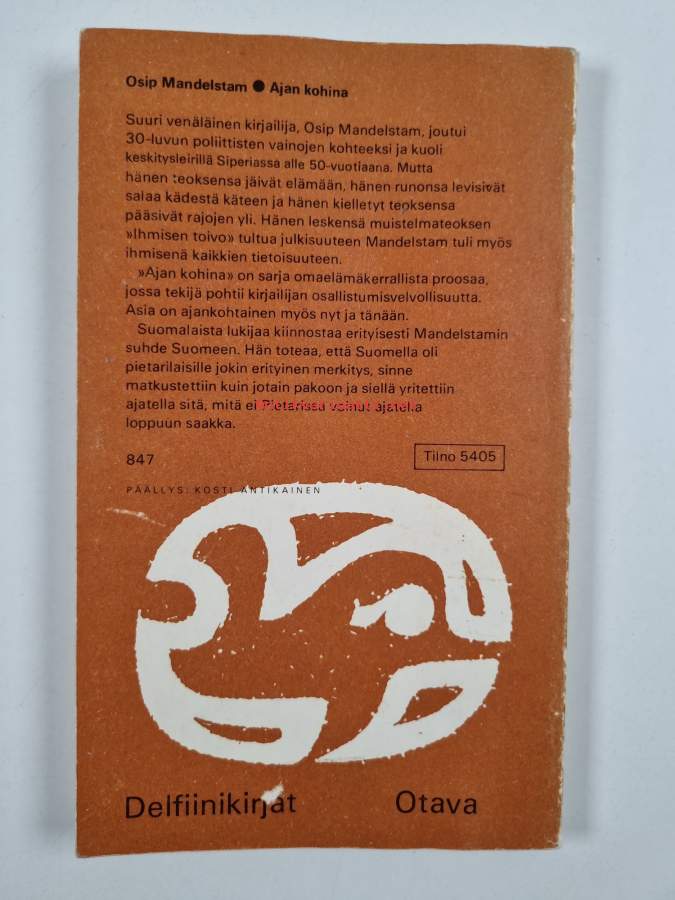 Osip Mandelstam ● Ajan kohina
Suuri venäläinen kirjailija, Osip Mandelstam, joutui
30-luvun poliittisten vainojen kohteeksi ja kuoli
keskitysleirillä Siperiassa alle 50-vuotiaana. Mutta
hänen teoksensa jäivät elämään, hänen runonsa levisivät
salaa kädestä käteen ja hänen kielletyt teoksensa
pääsivät rajojen yli. Hänen leskensä muistelmateoksen
»Ihmisen toivo» tultua julkisuuteen Mandelstam tuli myös
ihmisenä kaikkien tietoisuuteen.
»Ajan kohina» on sarja omaelämäkerrallista proosaa,
jossa tekijä pohtii kirjailijan osallistumisvelvollisuutta.
Asia on ajankohtainen myös nyt ja tänään.
Suomalaista lukijaa kiinnostaa erityisesti Mandelstamin
suhde Suomeen. Hän toteaa, että Suomella oli
pietarilaisille jokin erityinen merkitys, sinne
matkustettiin kuin jotain pakoon ja siellä yritettiin
ajatella sitä, mitä ei Pietarissa voinut ajatella
loppuun saakka.
847
Tiino 5405
PÄÄLLYS: KOSTI ANTIKAINEN
Delfiinikirjat Otava